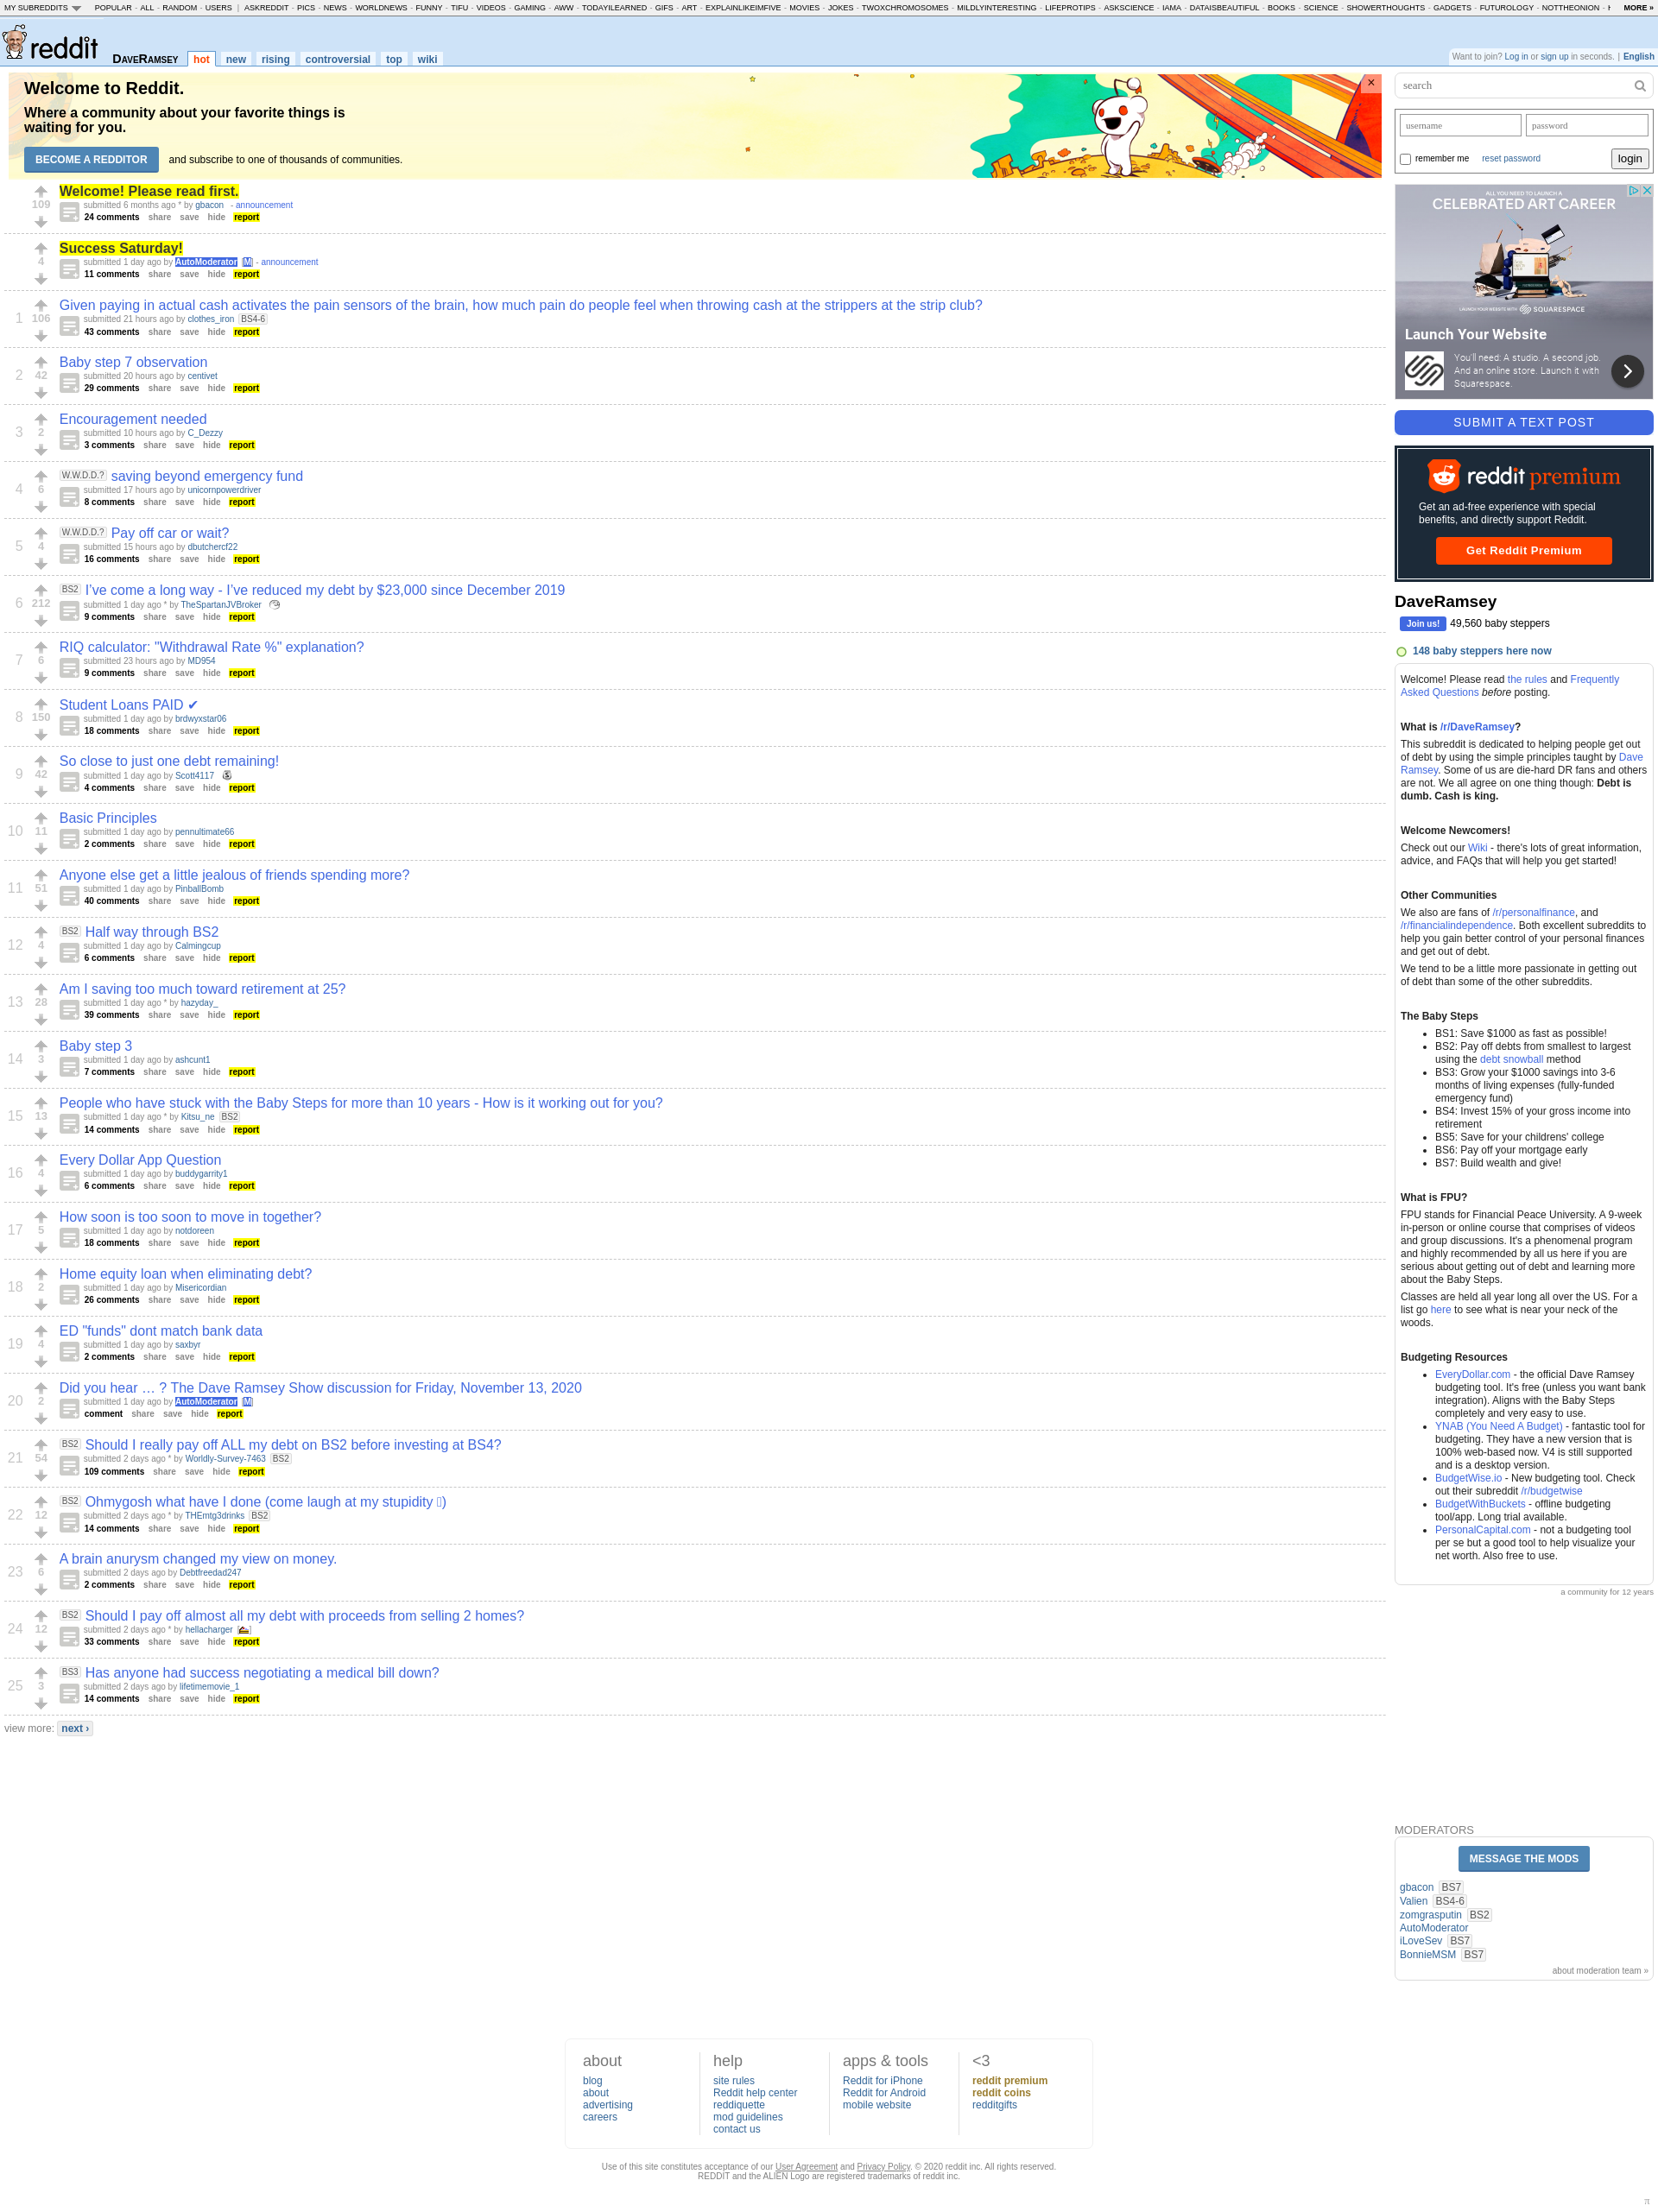 MY SUBREDDITS POPULAR - ALL - RANDOM - USERS | ASKREDDIT - PICS - NEWS - WORLDNEWS - FUNNY - TIFU - VIDEOS - GAMING - AWW - TODAYILEARNED - GIFS - ART - EXPLAINLIKEIMFIVE - MOVIES - JOKES - TWOXCHROMOSOMES - MILDLYINTERESTING - LIFEPROTIPS - ASKSCIENCE - IAMA - DATAISBEAUTIFUL - BOOKS - SCIENCE - SHOWERTHOUGHTS - GADGETS - FUTUROLOGY - NOTTHEONION - MORE »
reddit DAVERAMSEY hot new rising controversial top wiki
Want to join? Log in or sign up in seconds. | English
Welcome to Reddit.
Where a community about your favorite things is
waiting for you.
BECOME A REDDITOR and subscribe to one of thousands of communities.
×
109
Welcome! Please read first.
submitted 6 months ago * by gbacon - announcement
24 comments share save hide report
4
Success Saturday!
submitted 1 day ago by AutoModerator [M] - announcement
11 comments share save hide report
1 106
Given paying in actual cash activates the pain sensors of the brain, how much pain do people feel when throwing cash at the strippers at the strip club?
submitted 21 hours ago by clothes_iron BS4-6
43 comments share save hide report
2 42
Baby step 7 observation
submitted 20 hours ago by centivet
29 comments share save hide report
3 2
Encouragement needed
submitted 10 hours ago by C_Dezzy
3 comments share save hide report
4 6
W.W.D.D.? saving beyond emergency fund
submitted 17 hours ago by unicornpowerdriver
8 comments share save hide report
5 4
W.W.D.D.? Pay off car or wait?
submitted 15 hours ago by dbutchercf22
16 comments share save hide report
6 212
BS2 I've come a long way - I've reduced my debt by $23,000 since December 2019
submitted 1 day ago * by TheSpartanJVBroker
9 comments share save hide report
7 6
RIQ calculator: "Withdrawal Rate %" explanation?
submitted 23 hours ago by MD954
9 comments share save hide report
8 150
Student Loans PAID ✔
submitted 1 day ago by brdwyxstar06
18 comments share save hide report
9 42
So close to just one debt remaining!
submitted 1 day ago by Scott4117
4 comments share save hide report
10 11
Basic Principles
submitted 1 day ago by pennultimate66
2 comments share save hide report
11 51
Anyone else get a little jealous of friends spending more?
submitted 1 day ago by PinballBomb
40 comments share save hide report
12 4
BS2 Half way through BS2
submitted 1 day ago by Calmingcup
6 comments share save hide report
13 28
Am I saving too much toward retirement at 25?
submitted 1 day ago * by hazyday_
39 comments share save hide report
14 3
Baby step 3
submitted 1 day ago by ashcunt1
7 comments share save hide report
15 13
People who have stuck with the Baby Steps for more than 10 years - How is it working out for you?
submitted 1 day ago * by Kitsu_ne BS2
14 comments share save hide report
16 4
Every Dollar App Question
submitted 1 day ago by buddygarrity1
6 comments share save hide report
17 5
How soon is too soon to move in together?
submitted 1 day ago by notdoreen
18 comments share save hide report
18 2
Home equity loan when eliminating debt?
submitted 1 day ago by Misericordian
26 comments share save hide report
19 4
ED "funds" dont match bank data
submitted 1 day ago by saxbyr
2 comments share save hide report
20 2
Did you hear … ? The Dave Ramsey Show discussion for Friday, November 13, 2020
submitted 1 day ago by AutoModerator [M]
comment share save hide report
21 54
BS2 Should I really pay off ALL my debt on BS2 before investing at BS4?
submitted 2 days ago * by Worldly-Survey-7463 BS2
109 comments share save hide report
22 12
BS2 Ohmygosh what have I done (come laugh at my stupidity )
submitted 2 days ago * by THEmtg3drinks BS2
14 comments share save hide report
23 6
A brain anurysm changed my view on money.
submitted 2 days ago by Debtfreedad247
2 comments share save hide report
24 12
BS2 Should I pay off almost all my debt with proceeds from selling 2 homes?
submitted 2 days ago * by hellacharger
33 comments share save hide report
25 3
BS3 Has anyone had success negotiating a medical bill down?
submitted 2 days ago by lifetimemovie_1
14 comments share save hide report
view more: next ›
search
username password
remember me reset password login
ALL YOU NEED TO LAUNCH A
CELEBRATED ART CAREER
LAUNCH YOUR WEBSITE WITH SQUARESPACE
Launch Your Website
You'll need: A studio. A second job.
And an online store. Launch it with
Squarespace.
SUBMIT A TEXT POST
reddit premium
Get an ad-free experience with special
benefits, and directly support Reddit.
Get Reddit Premium
DaveRamsey
Join us! 49,560 baby steppers
148 baby steppers here now
Welcome! Please read the rules and Frequently
Asked Questions before posting.
What is /r/DaveRamsey?
This subreddit is dedicated to helping people get out
of debt by using the simple principles taught by Dave
Ramsey. Some of us are die-hard DR fans and others
are not. We all agree on one thing though: Debt is
dumb. Cash is king.
Welcome Newcomers!
Check out our Wiki - there's lots of great information,
advice, and FAQs that will help you get started!
Other Communities
We also are fans of /r/personalfinance, and
/r/financialindependence. Both excellent subreddits to
help you gain better control of your personal finances
and get out of debt.
We tend to be a little more passionate in getting out
of debt than some of the other subreddits.
The Baby Steps
• BS1: Save $1000 as fast as possible!
• BS2: Pay off debts from smallest to largest
using the debt snowball method
• BS3: Grow your $1000 savings into 3-6
months of living expenses (fully-funded
emergency fund)
• BS4: Invest 15% of your gross income into
retirement
• BS5: Save for your childrens' college
• BS6: Pay off your mortgage early
• BS7: Build wealth and give!
What is FPU?
FPU stands for Financial Peace University. A 9-week
in-person or online course that comprises of videos
and group discussions. It's a phenomenal program
and highly recommended by all us here if you are
serious about getting out of debt and learning more
about the Baby Steps.
Classes are held all year long all over the US. For a
list go here to see what is near your neck of the
woods.
Budgeting Resources
• EveryDollar.com - the official Dave Ramsey
budgeting tool. It's free (unless you want bank
integration). Aligns with the Baby Steps
completely and very easy to use.
• YNAB (You Need A Budget) - fantastic tool for
budgeting. They have a new version that is
100% web-based now. V4 is still supported
and is a desktop version.
• BudgetWise.io - New budgeting tool. Check
out their subreddit /r/budgetwise
• BudgetWithBuckets - offline budgeting
tool/app. Long trial available.
• PersonalCapital.com - not a budgeting tool
per se but a good tool to help visualize your
net worth. Also free to use.
a community for 12 years
MODERATORS
MESSAGE THE MODS
gbacon BS7
Valien BS4-6
zomgrasputin BS2
AutoModerator
iLoveSev BS7
BonnieMSM BS7
about moderation team »
about
blog
about
advertising
careers
help
site rules
Reddit help center
reddiquette
mod guidelines
contact us
apps & tools
Reddit for iPhone
Reddit for Android
mobile website
<3
reddit premium
reddit coins
redditgifts
Use of this site constitutes acceptance of our User Agreement and Privacy Policy. © 2020 reddit inc. All rights reserved.
REDDIT and the ALIEN Logo are registered trademarks of reddit inc.
π